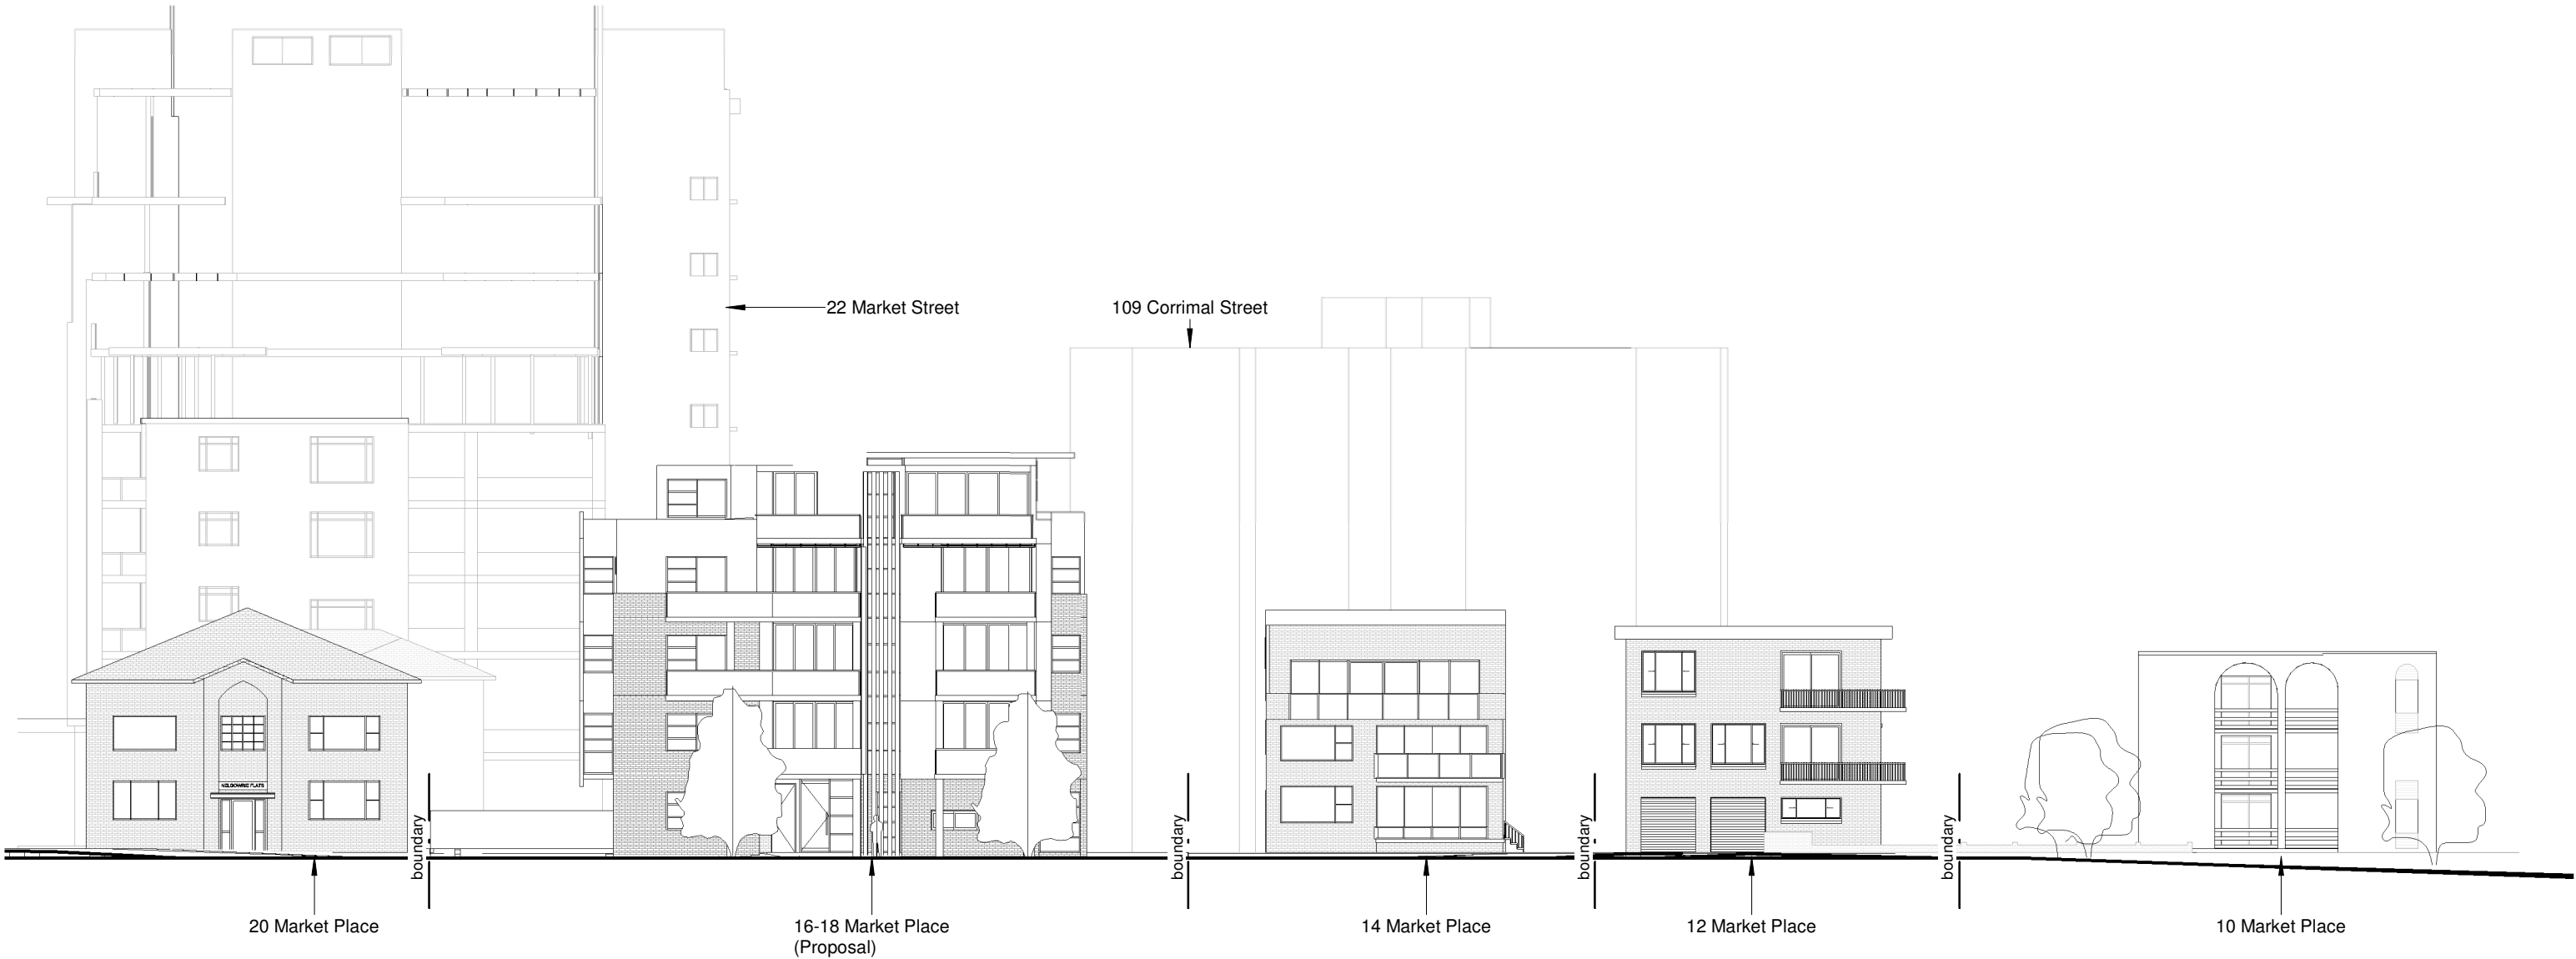 22 Market Street
109 Corrimal Street
boundary
boundary
boundary
boundary
20 Market Place
16-18 Market Place
(Proposal)
14 Market Place
12 Market Place
10 Market Place